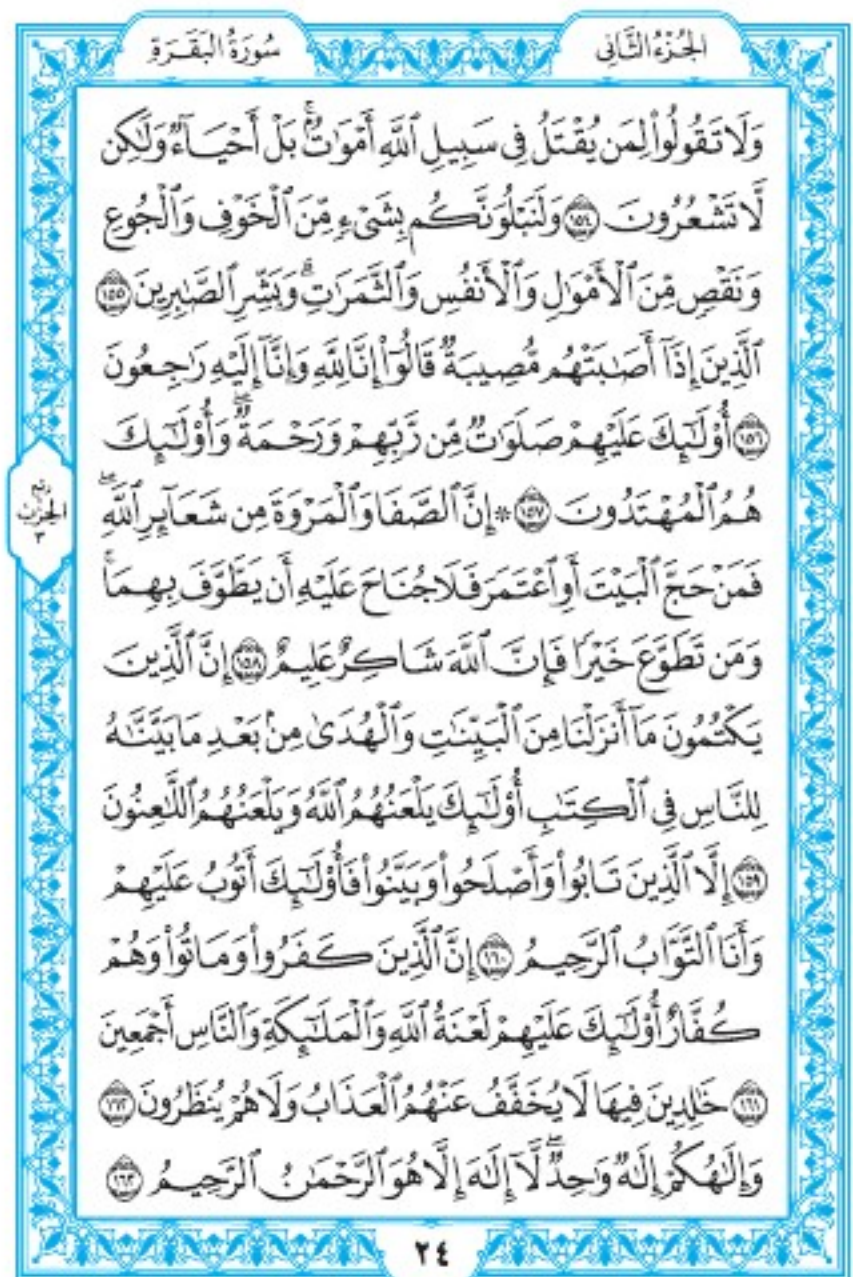 الجُزْءُ الثَّانِى
سُورَةُ البَقَرَةِ
وَلَا تَقُولُوا۟ لِمَن يُقْتَلُ فِى سَبِيلِ ٱللَّهِ أَمْوَٰتٌۢ ۚ بَلْ أَحْيَآءٌ وَلَـٰكِن
لَّا تَشْعُرُونَ ١٥٤ وَلَنَبْلُوَنَّكُم بِشَىْءٍ مِّنَ ٱلْخَوْفِ وَٱلْجُوعِ
وَنَقْصٍ مِّنَ ٱلْأَمْوَٰلِ وَٱلْأَنفُسِ وَٱلثَّمَرَٰتِ ۗ وَبَشِّرِ ٱلصَّـٰبِرِينَ ١٥٥
ٱلَّذِينَ إِذَآ أَصَـٰبَتْهُم مُّصِيبَةٌ قَالُوٓا۟ إِنَّا لِلَّهِ وَإِنَّآ إِلَيْهِ رَٰجِعُونَ
١٥٦ أُو۟لَـٰٓئِكَ عَلَيْهِمْ صَلَوَٰتٌ مِّن رَّبِّهِمْ وَرَحْمَةٌ ۖ وَأُو۟لَـٰٓئِكَ
هُمُ ٱلْمُهْتَدُونَ ١٥٧ * إِنَّ ٱلصَّفَا وَٱلْمَرْوَةَ مِن شَعَآئِرِ ٱللَّهِ ۖ
فَمَنْ حَجَّ ٱلْبَيْتَ أَوِ ٱعْتَمَرَ فَلَا جُنَاحَ عَلَيْهِ أَن يَطَّوَّفَ بِهِمَا ۚ
وَمَن تَطَوَّعَ خَيْرًا فَإِنَّ ٱللَّهَ شَاكِرٌ عَلِيمٌ ١٥٨ إِنَّ ٱلَّذِينَ
يَكْتُمُونَ مَآ أَنزَلْنَا مِنَ ٱلْبَيِّنَـٰتِ وَٱلْهُدَىٰ مِنۢ بَعْدِ مَا بَيَّنَّـٰهُ
لِلنَّاسِ فِى ٱلْكِتَـٰبِ أُو۟لَـٰٓئِكَ يَلْعَنُهُمُ ٱللَّهُ وَيَلْعَنُهُمُ ٱللَّـٰعِنُونَ
١٥٩ إِلَّا ٱلَّذِينَ تَابُوا۟ وَأَصْلَحُوا۟ وَبَيَّنُوا۟ فَأُو۟لَـٰٓئِكَ أَتُوبُ عَلَيْهِمْ
وَأَنَا ٱلتَّوَّابُ ٱلرَّحِيمُ ١٦٠ إِنَّ ٱلَّذِينَ كَفَرُوا۟ وَمَاتُوا۟ وَهُمْ
كُفَّارٌ أُو۟لَـٰٓئِكَ عَلَيْهِمْ لَعْنَةُ ٱللَّهِ وَٱلْمَلَـٰٓئِكَةِ وَٱلنَّاسِ أَجْمَعِينَ
١٦١ خَـٰلِدِينَ فِيهَا لَا يُخَفَّفُ عَنْهُمُ ٱلْعَذَابُ وَلَا هُمْ يُنظَرُونَ ١٦٢
وَإِلَـٰهُكُمْ إِلَـٰهٌ وَٰحِدٌ ۖ لَّآ إِلَـٰهَ إِلَّا هُوَ ٱلرَّحْمَـٰنُ ٱلرَّحِيمُ ١٦٣
ربع
الحزب
٣
٢٤